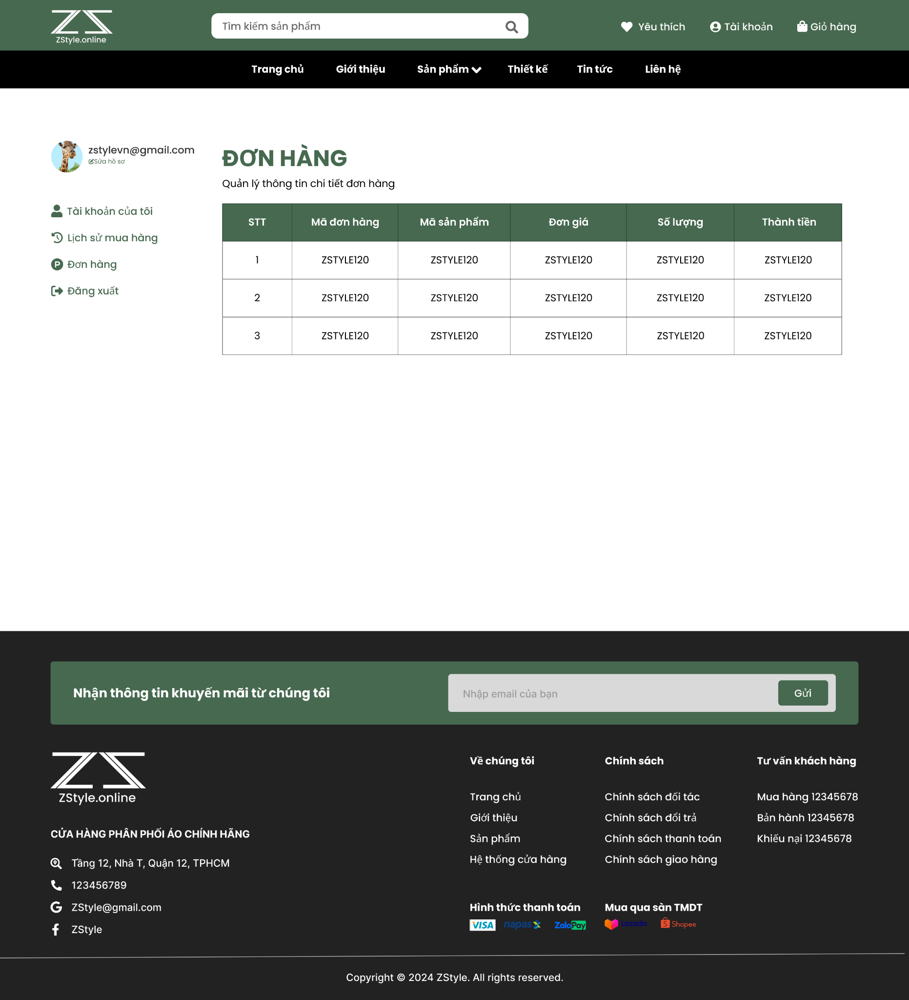 ZStyle.online
Tìm kiếm sản phẩm
Yêu thích
Tài khoản
Giỏ hàng
Trang chủ Giới thiệu Sản phẩm Thiết kế Tin tức Liên hệ
zstylevn@gmail.com
Sửa hồ sơ
Tài khoản của tôi
Lịch sử mua hàng
Đơn hàng
Đăng xuất
ĐƠN HÀNG
Quản lý thông tin chi tiết đơn hàng
STT Mã đơn hàng Mã sản phẩm Đơn giá Số lượng Thành tiền
1 ZSTYLE120 ZSTYLE120 ZSTYLE120 ZSTYLE120 ZSTYLE120
2 ZSTYLE120 ZSTYLE120 ZSTYLE120 ZSTYLE120 ZSTYLE120
3 ZSTYLE120 ZSTYLE120 ZSTYLE120 ZSTYLE120 ZSTYLE120
Nhận thông tin khuyến mãi từ chúng tôi
Nhập email của bạn
Gửi
ZStyle.online
CỬA HÀNG PHÂN PHỐI ÁO CHÍNH HÃNG
Tầng 12, Nhà T, Quận 12, TPHCM
123456789
ZStyle@gmail.com
ZStyle
Về chúng tôi
Trang chủ
Giới thiệu
Sản phẩm
Hệ thống cửa hàng
Chính sách
Chính sách đối tác
Chính sách đổi trả
Chính sách thanh toán
Chính sách giao hàng
Tư vấn khách hàng
Mua hàng 12345678
Bản hành 12345678
Khiếu nại 12345678
Hình thức thanh toán
VISA napas ZaloPay
Mua qua sàn TMDT
Lazada Shopee
Copyright © 2024 ZStyle. All rights reserved.